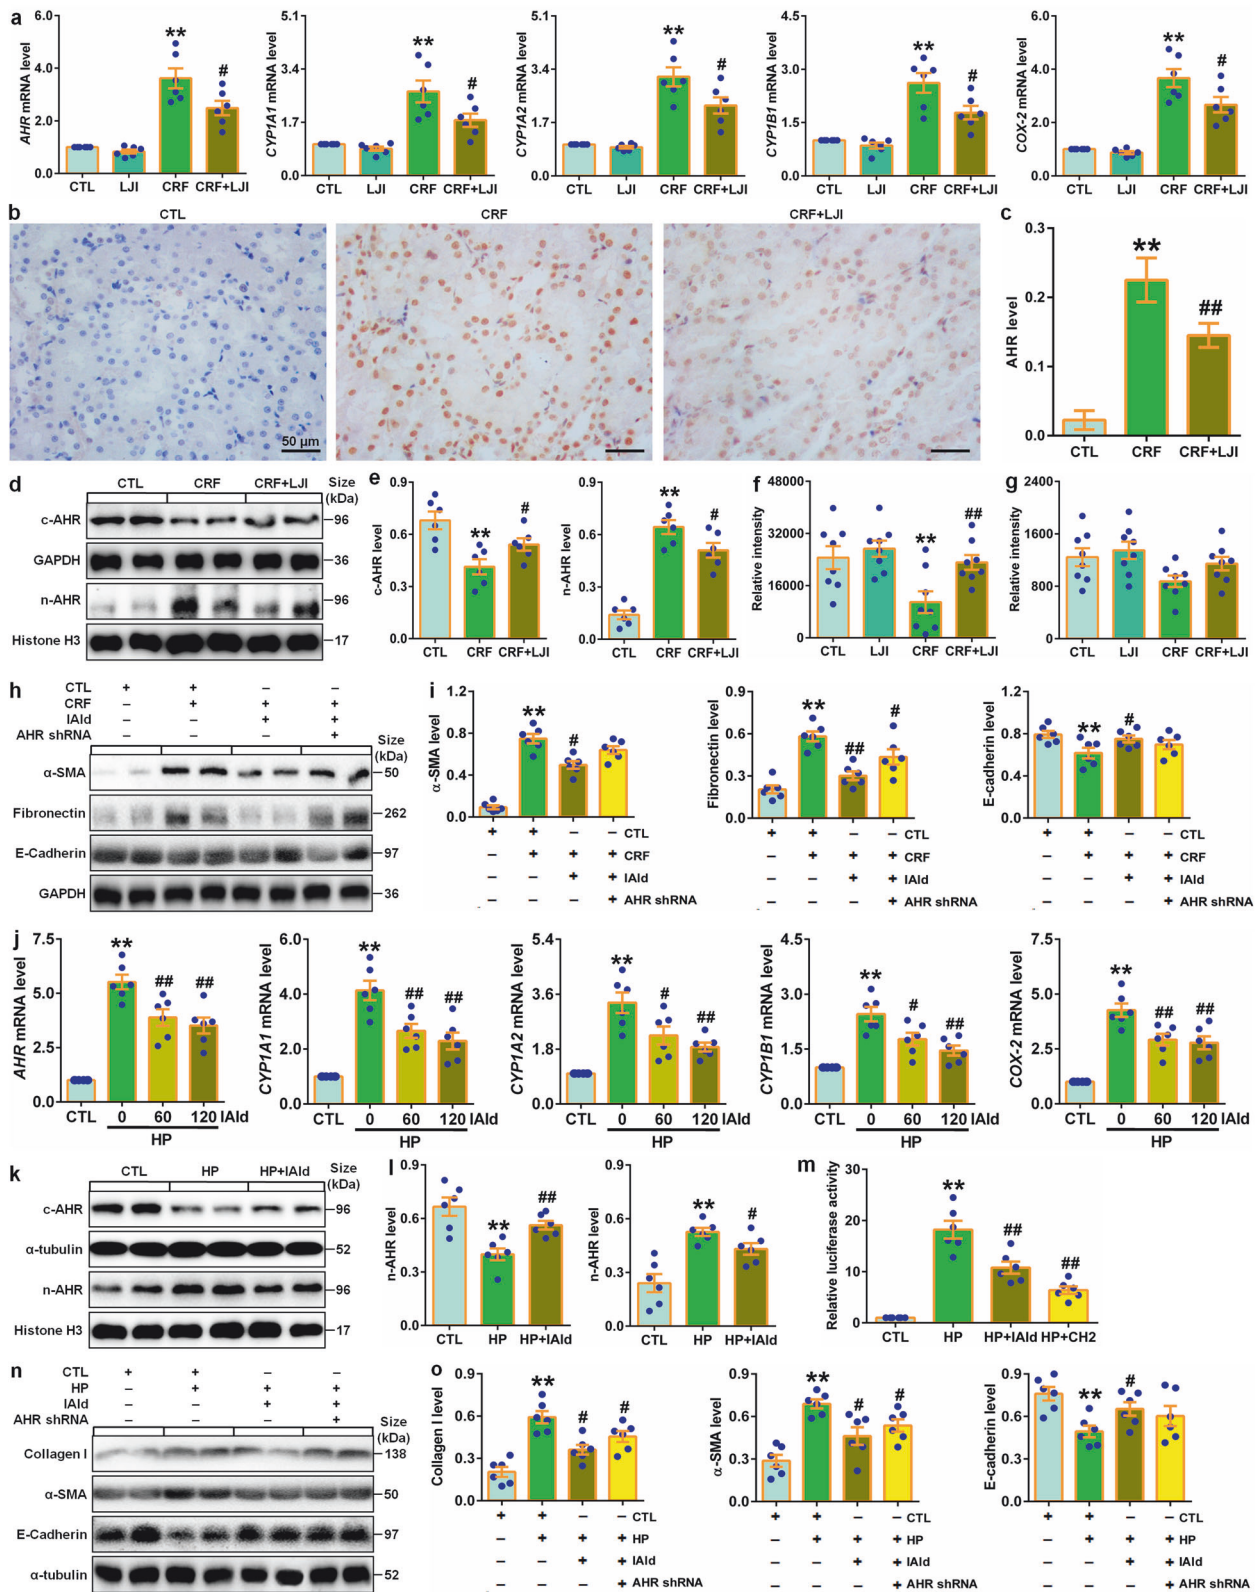 a
AHR mRNA level
6.0
4.0
2.0
0.0
**
#
CTL LJI CRF CRF+LJI
CYP1A1 mRNA level
5.1
3.4
1.7
0.0
**
#
CTL LJI CRF CRF+LJI
CYP1A2 mRNA level
5.1
3.4
1.7
0.0
**
#
CTL LJI CRF CRF+LJI
CYP1B1 mRNA level
4.5
3.0
1.5
0.0
**
#
CTL LJI CRF CRF+LJI
COX-2 mRNA level
6.0
4.0
2.0
0.0
**
#
CTL LJI CRF CRF+LJI
b
CTL CRF CRF+LJI
50 µm
c
AHR level
0.3
0.2
0.1
0.0
**
##
CTL CRF CRF+LJI
d
CTL CRF CRF+LJI Size
(kDa)
c-AHR 96
GAPDH 36
n-AHR 96
Histone H3 17
e
c-AHR level
0.9
0.6
0.3
0.0
**
#
CTL CRF CRF+LJI
n-AHR level
0.9
0.6
0.3
0.0
**
#
CTL CRF CRF+LJI
f
Relative intensity
48000
32000
16000
0
**
##
CTL LJI CRF CRF+LJI
g
Relative intensity
2400
1600
800
0
CTL LJI CRF CRF+LJI
h
CTL + + – –
CRF – + + +
IAld – – + +
AHR shRNA – – – +
Size
(kDa)
α-SMA 50
Fibronectin 262
E-Cadherin 97
GAPDH 36
i
α-SMA level
1.2
0.8
0.4
0.0
**
#
+ + – – CTL
– + + + CRF
– – + + IAld
– – – + AHR shRNA
Fibronectin level
0.9
0.6
0.3
0.0
**
##
#
+ + – – CTL
– + + + CRF
– – + + IAld
– – – + AHR shRNA
E-cadherin level
1.2
0.9
0.6
0.3
0.0
**
#
+ + – – CTL
– + + + CRF
– – + + IAld
– – – + AHR shRNA
j
AHR mRNA level
7.5
5.0
2.5
0.0
**
##
##
CTL 0 60 120 IAld
HP
CYP1A1 mRNA level
6.0
4.0
2.0
0.0
**
##
##
CTL 0 60 120 IAld
HP
CYP1A2 mRNA level
5.4
3.6
1.8
0.0
**
#
##
CTL 0 60 120 IAld
HP
CYP1B1 mRNA level
4.5
3.0
1.5
0.0
**
#
##
CTL 0 60 120 IAld
HP
COX-2 mRNA level
7.5
5.0
2.5
0.0
**
##
##
CTL 0 60 120 IAld
HP
k
CTL HP HP+IAld Size
(kDa)
c-AHR 96
α-tubulin 52
n-AHR 96
Histone H3 17
l
n-AHR level
0.9
0.6
0.3
0.0
**
##
CTL HP HP+IAld
n-AHR level
0.9
0.6
0.3
0.0
**
#
CTL HP HP+IAld
m
Relative luciferase activity
30
20
10
0
**
##
##
CTL HP HP+IAld HP+CH2
n
CTL + + – –
HP – + + +
IAld – – + +
AHR shRNA – – – +
Size
(kDa)
Collagen I 138
α-SMA 50
E-Cadherin 97
α-tubulin 52
o
Collagen I level
0.9
0.6
0.3
0.0
**
#
#
+ + – – CTL
– + + + HP
– – + + IAld
– – – + AHR shRNA
α-SMA level
0.9
0.6
0.3
0.0
**
#
#
+ + – – CTL
– + + + HP
– – + + IAld
– – – + AHR shRNA
E-cadherin level
0.9
0.6
0.3
0.0
**
#
+ + – – CTL
– + + + HP
– – + + IAld
– – – + AHR shRNA